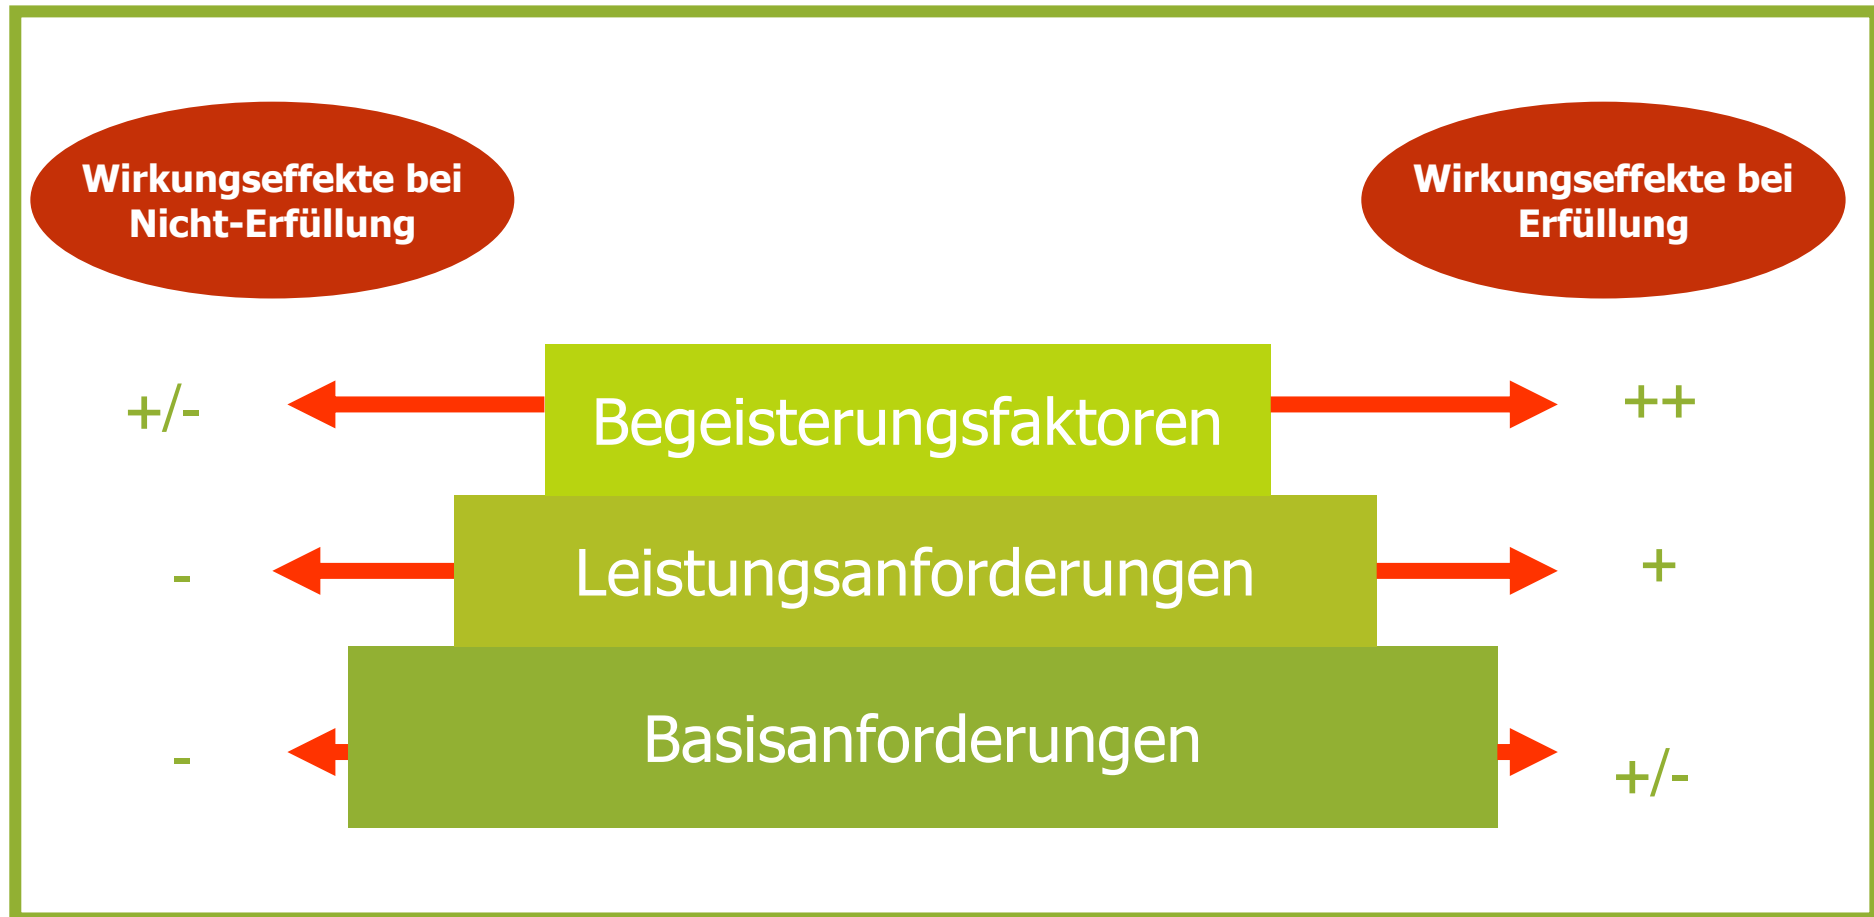 Wirkungseffekte bei
Nicht-Erfüllung
Wirkungseffekte bei
Erfüllung
+/-
Begeisterungsfaktoren
++
-
Leistungsanforderungen
+
-
Basisanforderungen
+/-